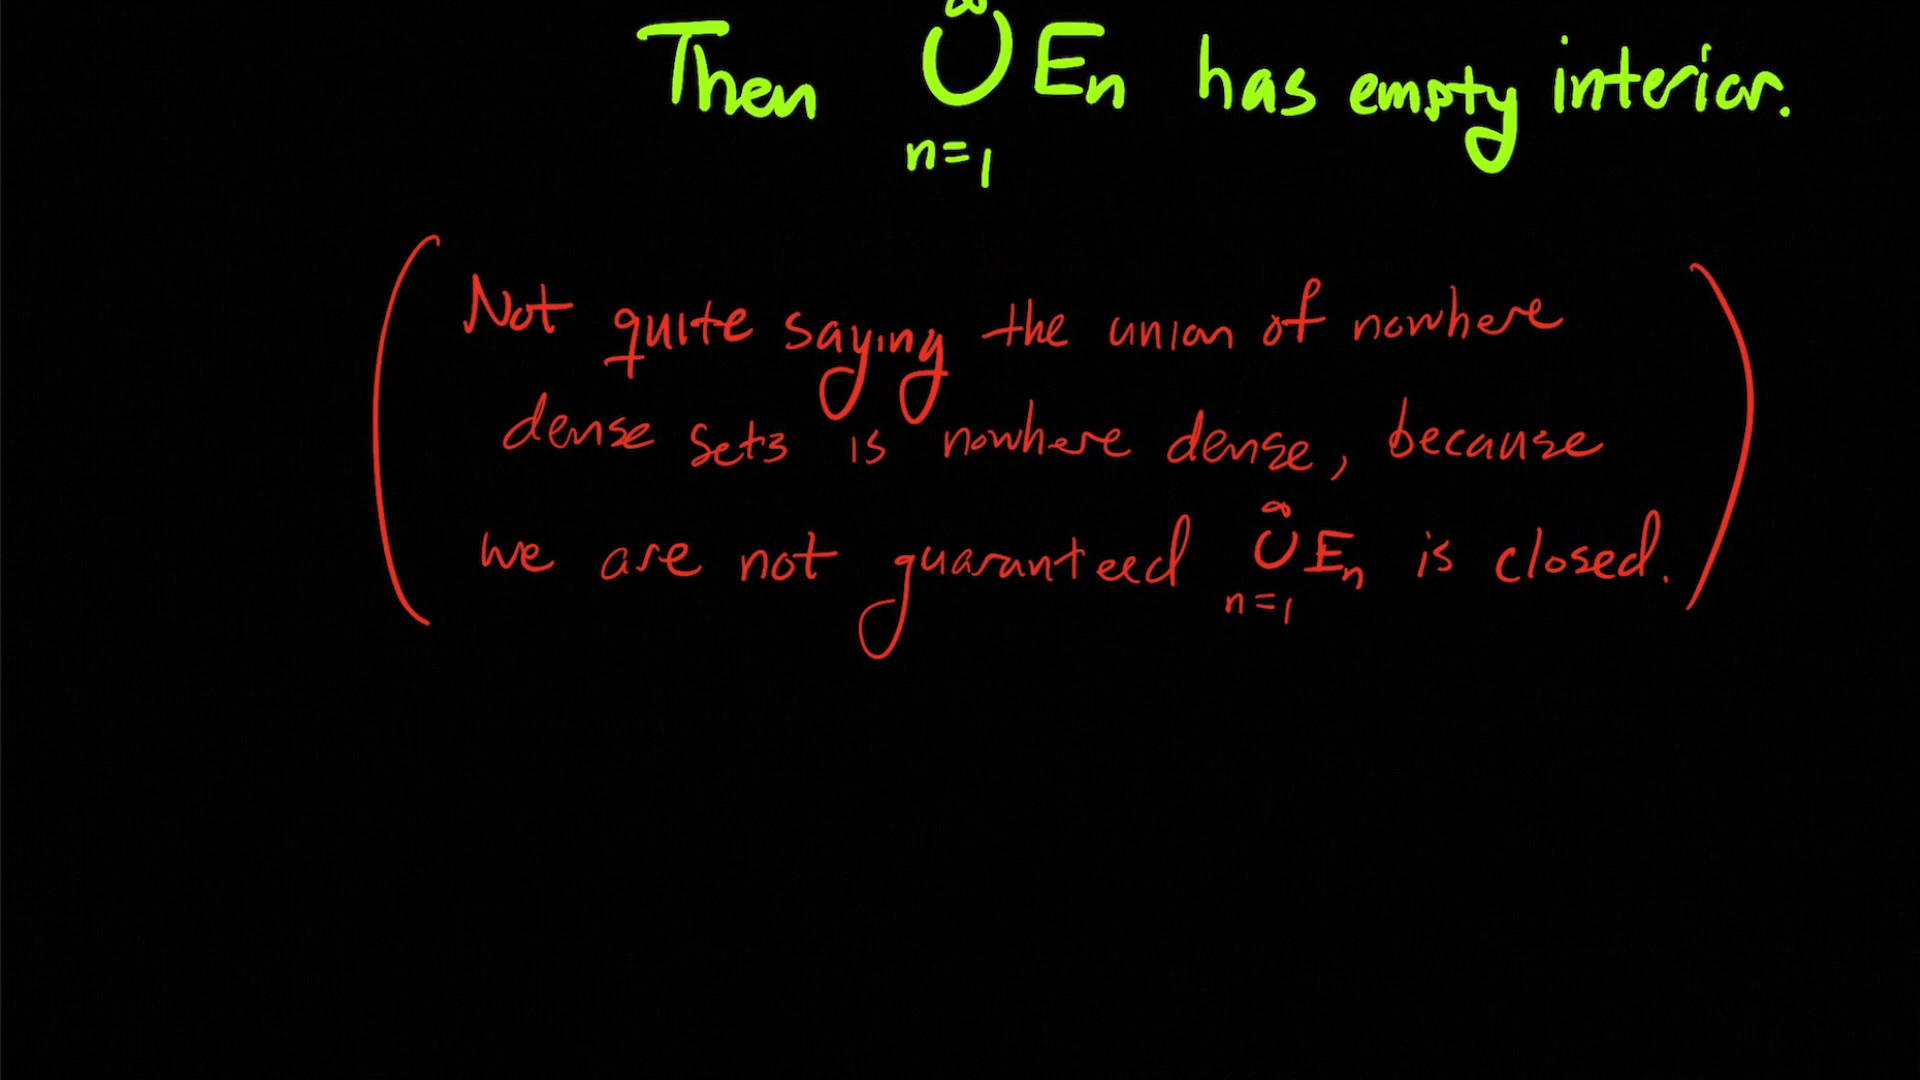 Then ∞ ∪ n=1 En has empty interior.
(Not quite saying the union of nowhere
dense sets is nowhere dense, because
we are not guaranteed ∞ ∪ n=1 En is closed.)